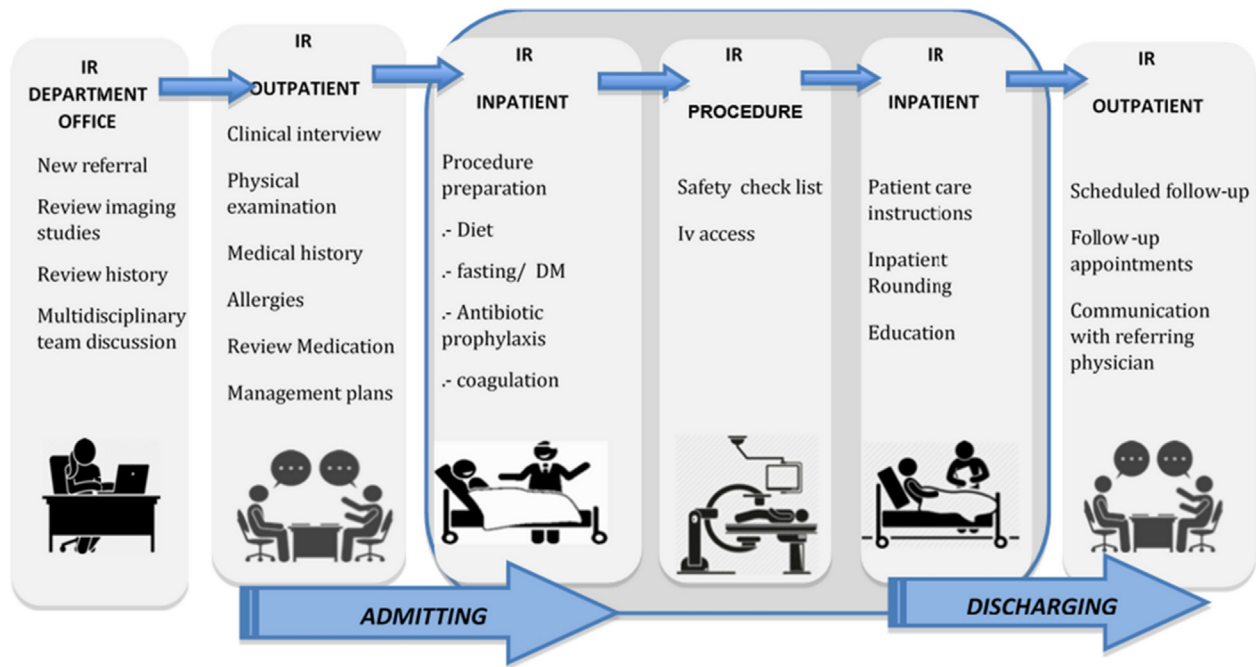 IR
DEPARTMENT
OFFICE
New referral
Review imaging
studies
Review history
Multidisciplinary
team discussion
IR
OUTPATIENT
Clinical interview
Physical
examination
Medical history
Allergies
Review Medication
Management plans
IR
INPATIENT
Procedure
preparation
.- Diet
.- fasting/ DM
.- Antibiotic
prophylaxis
.- coagulation
IR
PROCEDURE
Safety check list
Iv access
IR
INPATIENT
Patient care
instructions
Inpatient
Rounding
Education
IR
OUTPATIENT
Scheduled follow-up
Follow-up
appointments
Communication
with referring
physician
ADMITTING
DISCHARGING